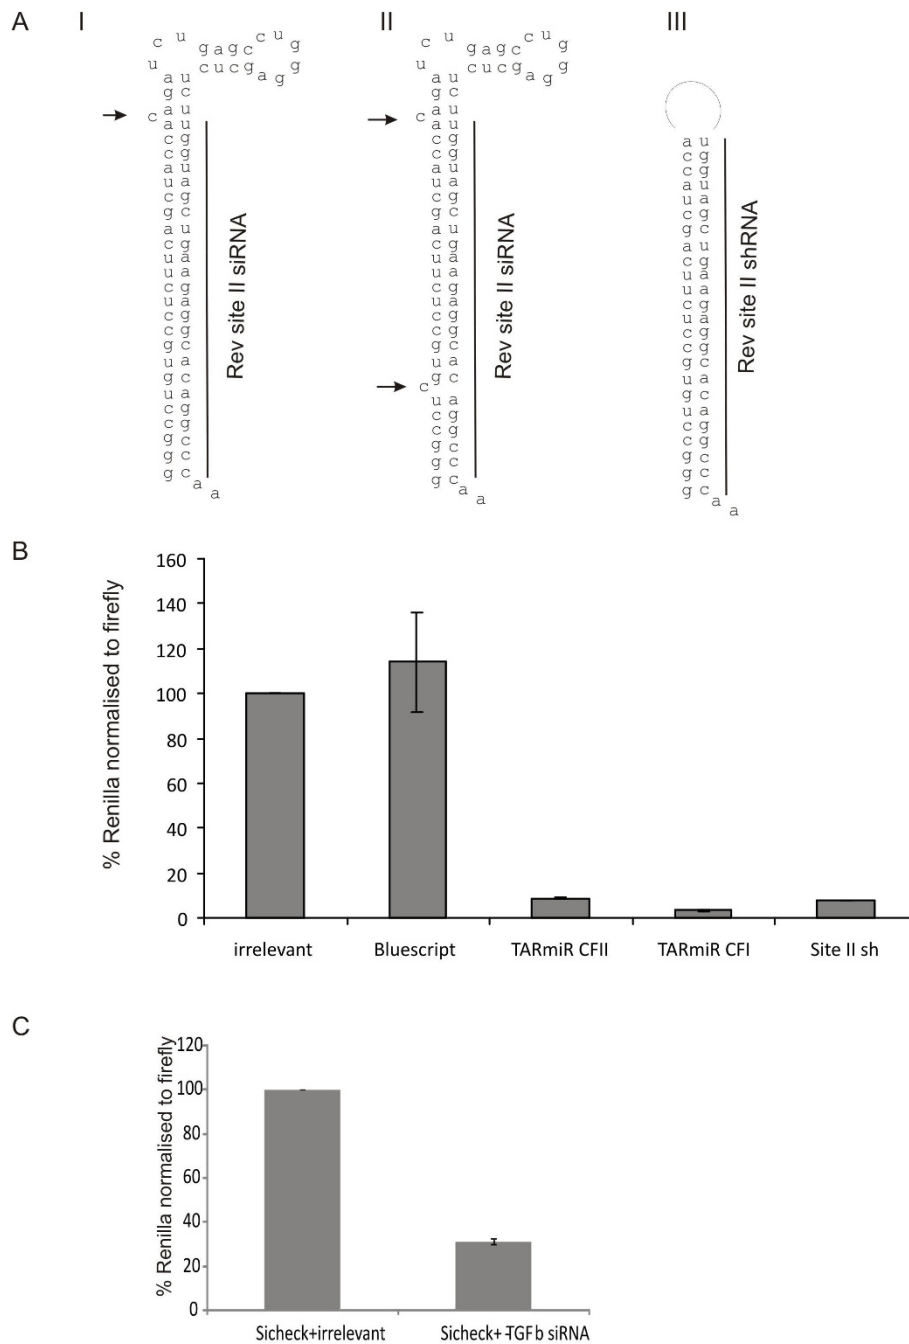 A
I
c u g a g c c u g
u a u c u c g a g g
Rev site II siRNA
II
c u g a g c c u g
u a u c u c g a g g
Rev site II siRNA
III
Rev site II shRNA
B
% Renilla normalised to firefly
160
140
120
100
80
60
40
20
0
irrelevant
Bluescript
TARmiR CFII
TARmiR CFI
Site II sh
C
% Renilla normalised to firefly
120
100
80
60
40
20
0
Sicheck+irrelevant
Sicheck+-TGFb siRNA